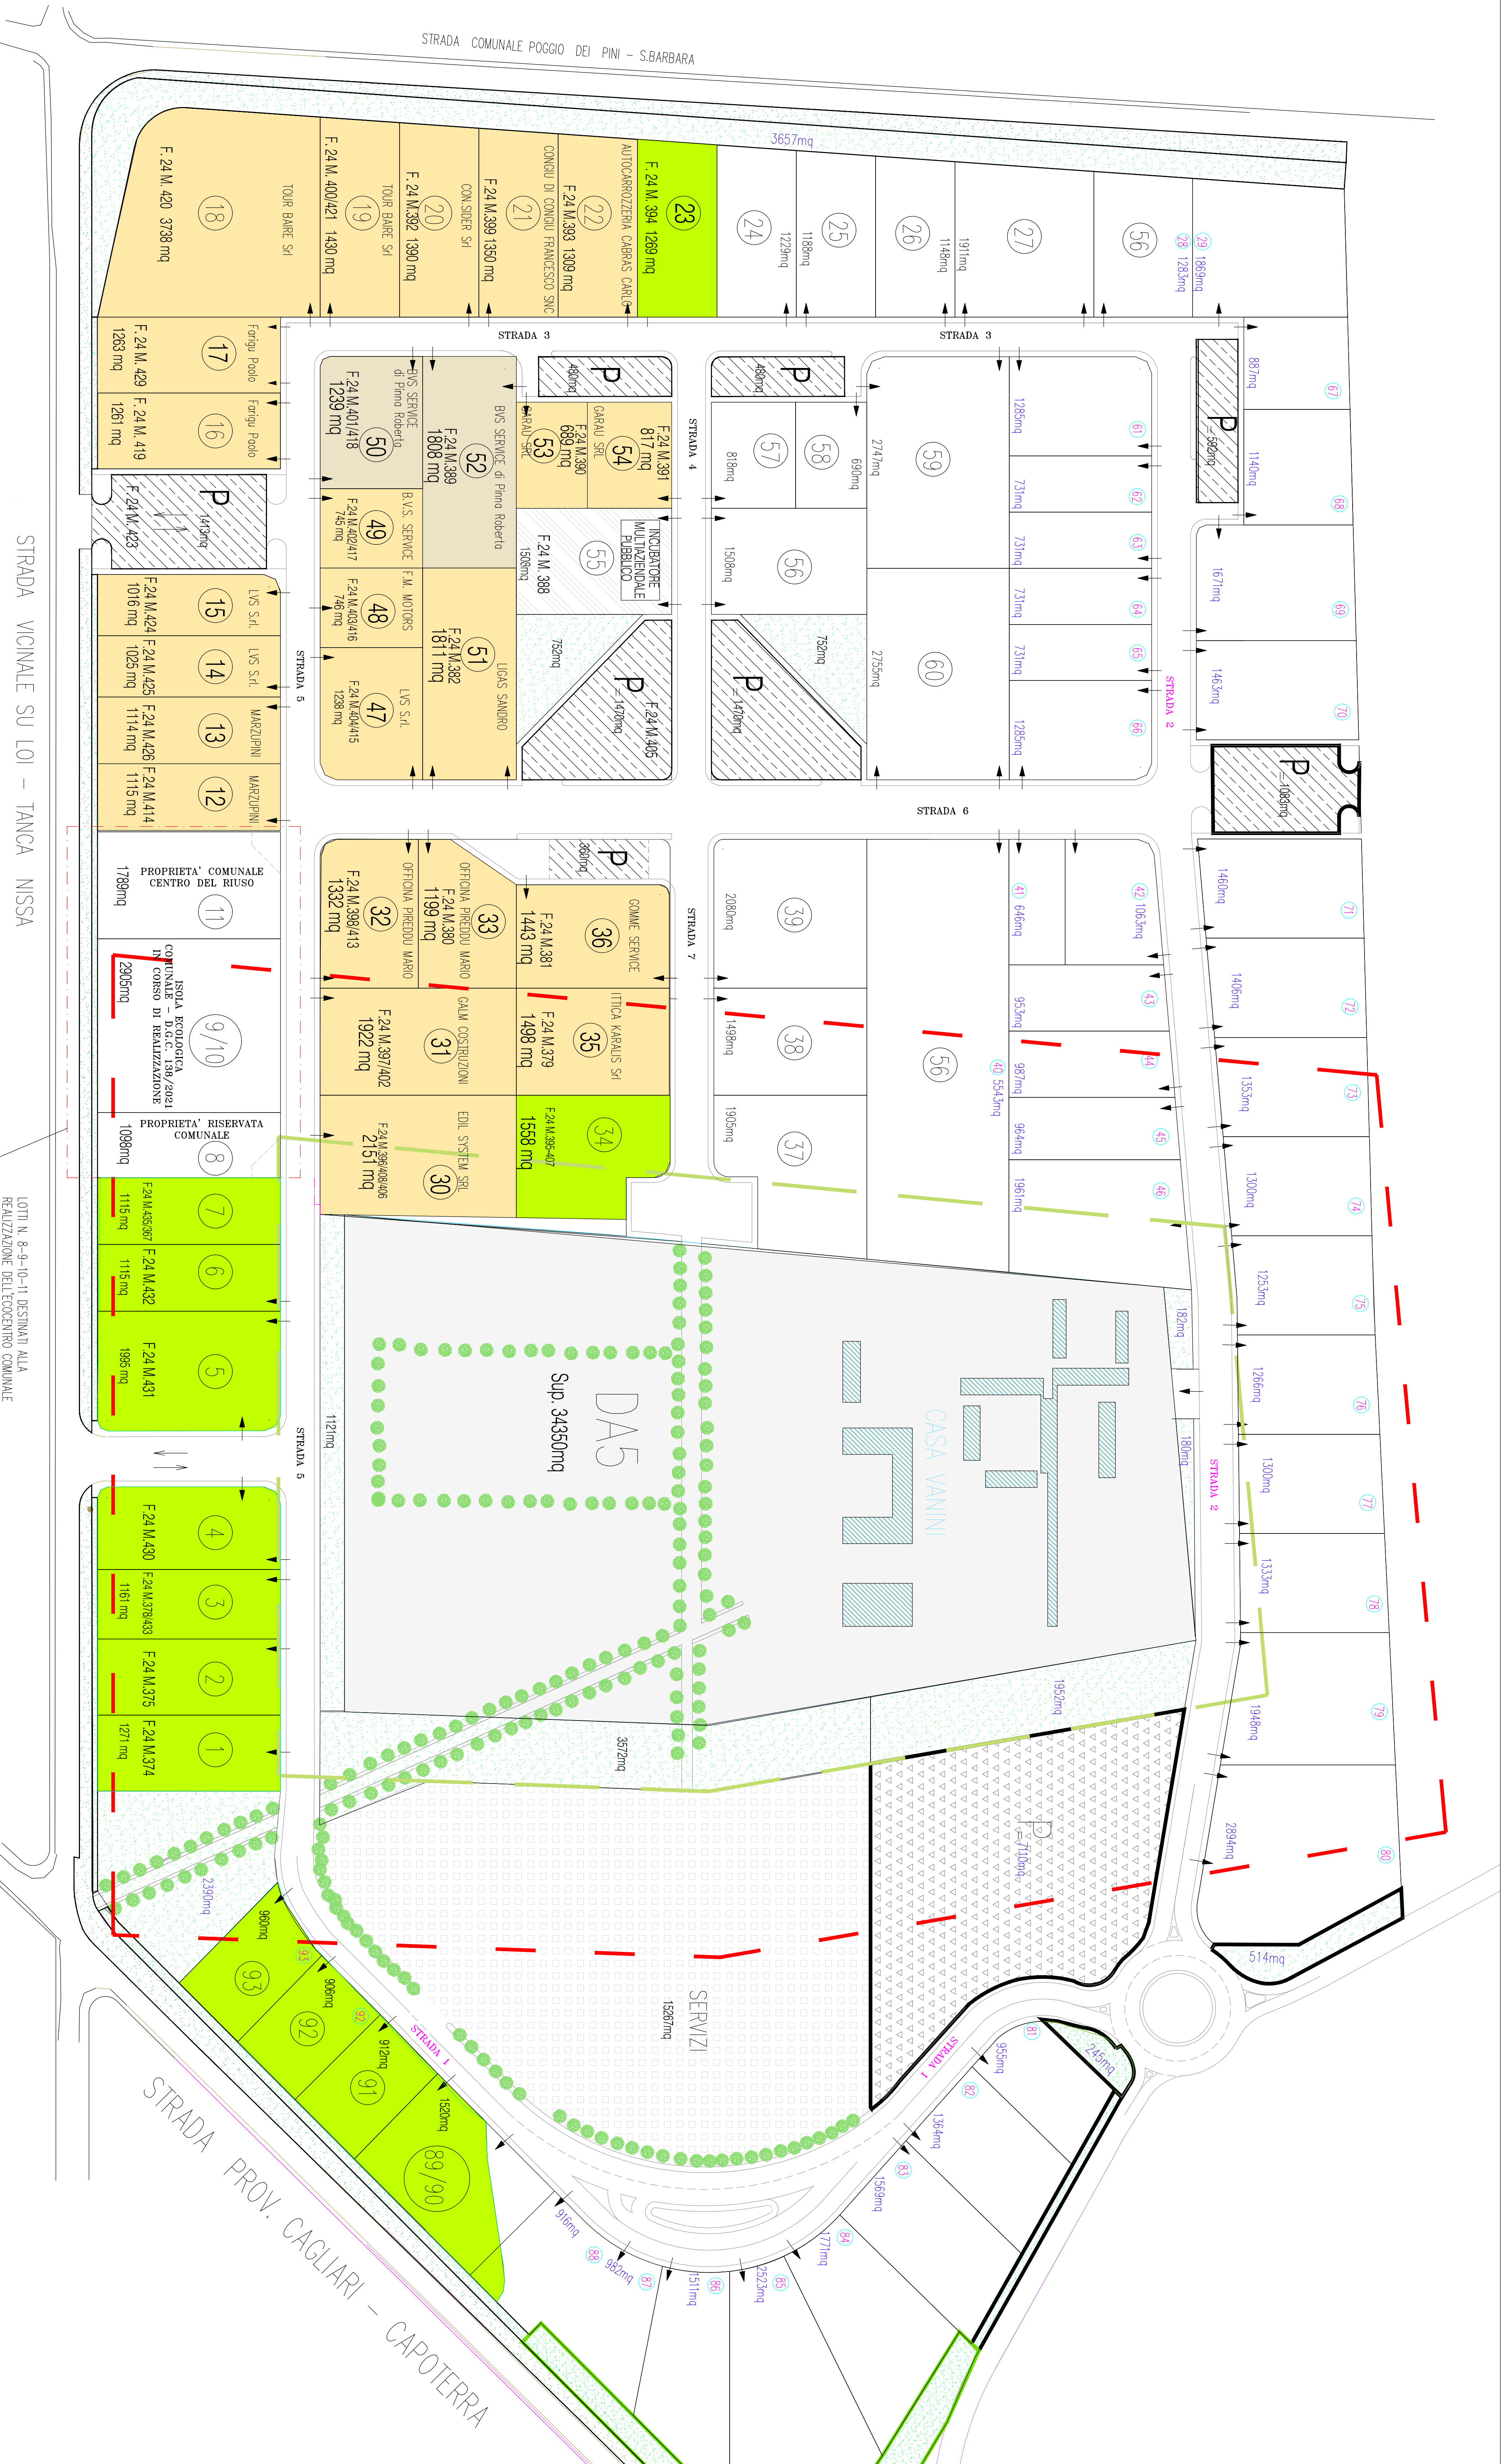 STRADA COMUNALE POGGIO DEI PINI - S.BARBARA
3657mq
TOUR BAIRE Srl
18
F. 24 M. 420 3738 mq
TOUR BAIRE Srl
19
F. 24 M. 400/421 1430 mq
CON.SIDER Srl
20
F. 24 M.392 1390 mq
CONGIU DI CONGIU FRANCESCO SNC
21
F.24 M.399 1350 mq
AUTOCARROZZERIA CABRAS CARLO
22
F.24 M.393 1309 mq
23
F. 24 M. 394 1269 mq
24
1229mq
25
1188mq
26
1148mq
27
1911mq
56
28 1283mq
29 1869mq
STRADA 3
STRADA 3
Farigu Paolo
17
F. 24 M. 429
1263 mq
Farigu Paolo
16
F. 24 M. 419
1261 mq
P
1413mq
F. 24 M. 423
BVS SERVICE
di Pinna Roberta
50
F.24 M.401/418
1239 mq
BVS SERVICE di Pinna Roberta
52
F.24 M.389
1808 mq
P
480mq
GARAU SRL
53
F.24 M.390
689 mq
GARAU SRL
54
F.24 M.391
817 mq
STRADA 4
P
480mq
57
818mq
58
690mq
59
2747mq
61
1285mq
62
731mq
63
731mq
64
731mq
65
731mq
66
1285mq
P
=592mq
67
887mq
68
1140mq
69
1671mq
70
1463mq
STRADA 2
B.V.S. SERVICE
49
F.24 M.402/417
745 mq
F.M. MOTORS
48
F.24 M.403/416
746 mq
LVS S.r.l.
47
F.24 M.404/415
1238 mq
LIGAS SANDRO
51
F.24 M.382
1811 mq
INCUBATORE
MULTIAZIENDALE
PUBBLICO
55
F.24 M. 388
1508mq
752mq
P
=1470mq
F.24 M.405
56
1508mq
752mq
P
=1470mq
60
2755mq
P
=1083mq
LVS S.r.l.
15
F.24 M.424
1016 mq
LVS S.r.l.
14
F.24 M.425
1025 mq
MARZUPINI
13
F.24 M.426
1114 mq
MARZUPINI
12
F.24 M.414
1115 mq
STRADA 5
STRADA 6
PROPRIETA' COMUNALE
CENTRO DEL RIUSO
11
1789mq
ISOLA ECOLOGICA
COMUNALE - D.G.C. 138/2021
IN CORSO DI REALIZZAZIONE
9/10
2905mq
PROPRIETA' RISERVATA
COMUNALE
8
1098mq
OFFICINA PIREDDU MARIO
32
F.24 M.398/413
1332 mq
OFFICINA PIREDDU MARIO
33
F.24 M.380
1199 mq
P
360mq
GOMME SERVICE
36
F.24 M.381
1443 mq
STRADA 7
39
2080mq
41 646mq
42 1063mq
43
953mq
44
987mq
45
964mq
46
1961mq
56
40 5543mq
GALM COSTRUZIONI
31
F.24 M.397/402
1922 mq
ITTICA KARALIS Srl
35
F.24 M.379
1498 mq
38
1498mq
EDIL SYSTEM SRL
30
F.24 M.396/408/406
2151 mq
34
F.24 M.395-407
1558 mq
37
1905mq
71
1460mq
72
1406mq
73
1353mq
74
1300mq
75
1253mq
76
1266mq
77
1300mq
78
1333mq
79
1948mq
80
2894mq
7
F.24 M.435/367
1115 mq
6
F.24 M.432
1115 mq
5
F.24 M.431
1995 mq
STRADA 5
1121mq
DA5
Sup. 34350mq
CASA VANINI
182mq
180mq
STRADA 2
4
F.24 M.430
3
F.24 M.378/433
1161 mq
2
F.24 M.375
1
F.24 M.374
1271 mq
3572mq
1952mq
P
=7110mq
SERVIZI
15267mq
2390mq
93
960mq
93
92
906mq
92
91
912mq
89/90
1520mq
STRADA 1
STRADA 1
514mq
245mq
81
955mq
82
1364mq
83
1569mq
84
1771mq
85
2523mq
86
1511mq
87
982mq
88
916mq
STRADA VICINALE SU LOI - TANCA NISSA
LOTTI N. 8-9-10-11 DESTINATI ALLA
REALIZZAZIONE DELL'ECOCENTRO COMUNALE
STRADA PROV. CAGLIARI - CAPOTERRA